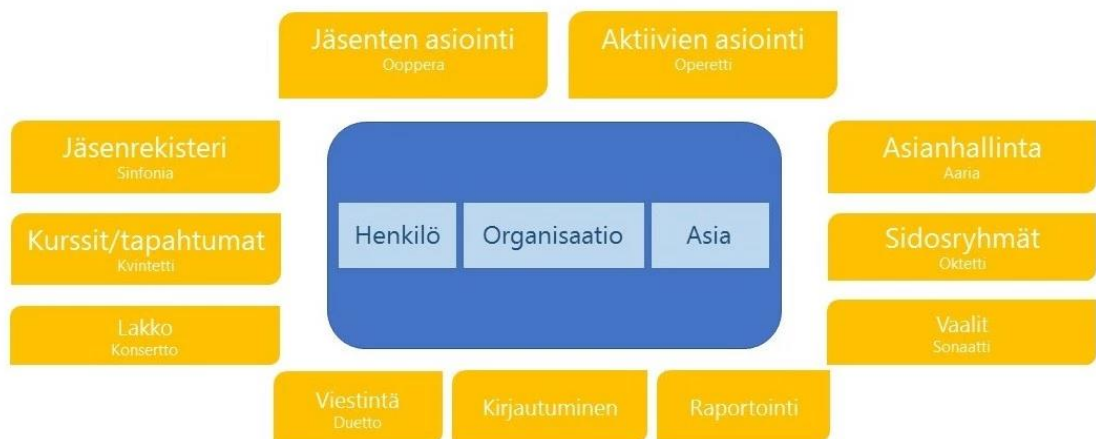 Jäsenten asiointi
Ooppera
Aktiivien asiointi
Operetti
Jäsenrekisteri
Sinfonia
Asianhallinta
Aaria
Kurssit/tapahtumat
Kvintetti
Henkilö
Organisaatio
Asia
Sidosryhmät
Oktetti
Lakko
Konsertto
Vaalit
Sonaatti
Viestintä
Duetto
Kirjautuminen
Raportointi